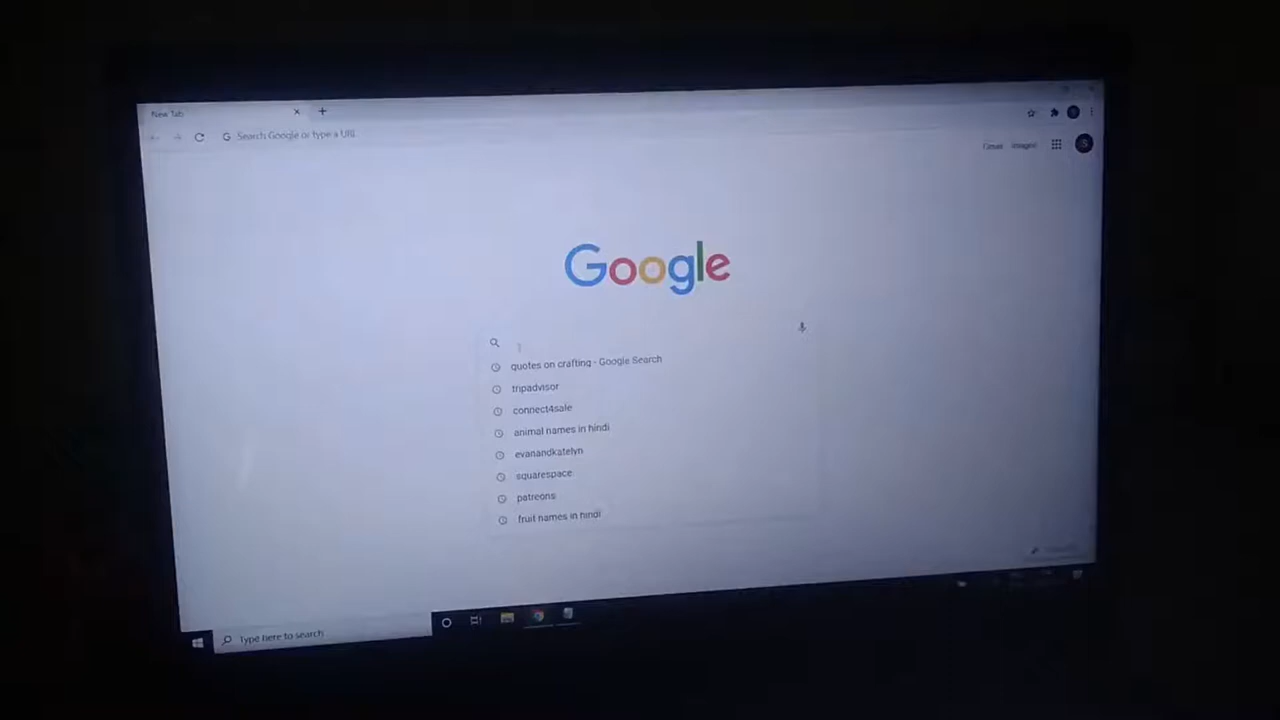 New Tab
Search Google or type a URL
Gmail Images
S
Google
quotes on crafting - Google Search
tripadvisor
connect4sale
animal names in hindi
evanandkatelyn
squarespace
patreons
fruit names in hindi
Type here to search